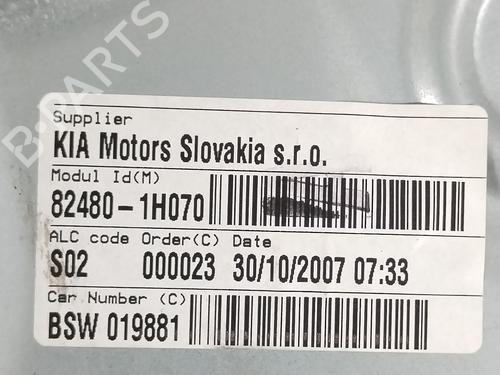 B-PARTS
Supplier
KIA Motors Slovakia s.r.o.
Modul Id(M)
82480-1H070
ALC code Order(C) Date
S02 000023 30/10/2007 07:33
Car Number (C)
BSW 019881